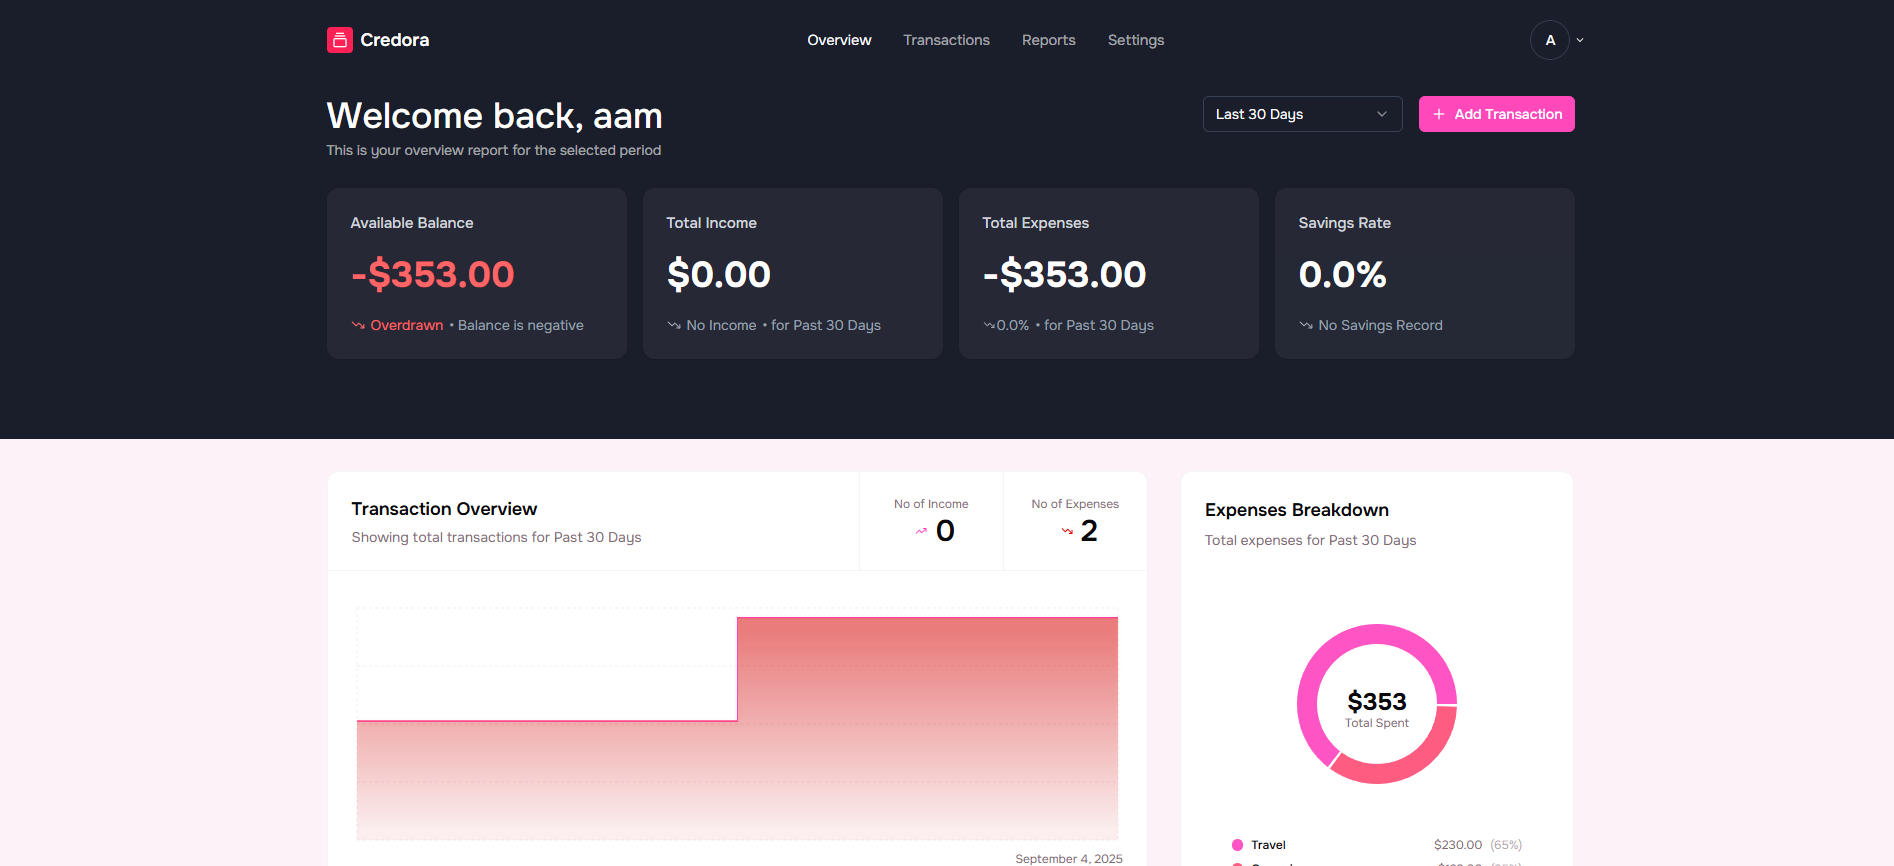 Credora
Overview
Transactions
Reports
Settings
A
Welcome back, aam
This is your overview report for the selected period
Last 30 Days
+ Add Transaction
Available Balance
-$353.00
Overdrawn • Balance is negative
Total Income
$0.00
No Income • for Past 30 Days
Total Expenses
-$353.00
0.0% • for Past 30 Days
Savings Rate
0.0%
No Savings Record
Transaction Overview
Showing total transactions for Past 30 Days
No of Income
0
No of Expenses
2
September 4, 2025
Expenses Breakdown
Total expenses for Past 30 Days
$353
Total Spent
Travel $230.00 (65%)